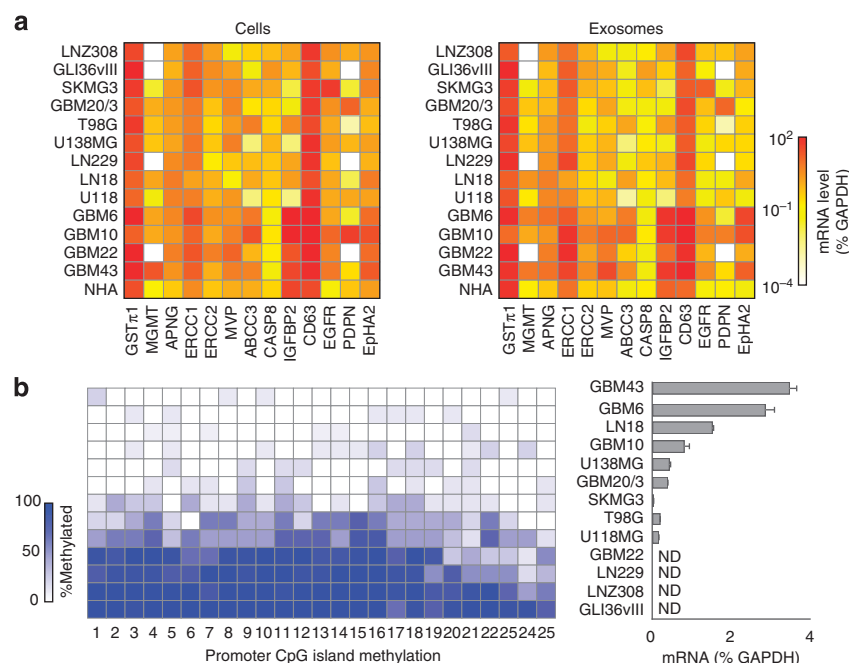 a
Cells
Exosomes
LNZ308
GLI36vIII
SKMG3
GBM20/3
T98G
U138MG
LN229
LN18
U118
GBM6
GBM10
GBM22
GBM43
NHA
GSTπ1
MGMT
APNG
ERCC1
ERCC2
MVP
ABCC3
CASP8
IGFBP2
CD63
EGFR
PDPN
EpHA2
LNZ308
GLI36vIII
SKMG3
GBM20/3
T98G
U138MG
LN229
LN18
U118
GBM6
GBM10
GBM22
GBM43
NHA
GSTπ1
MGMT
APNG
ERCC1
ERCC2
MVP
ABCC3
CASP8
IGFBP2
CD63
EGFR
PDPN
EpHA2
10²
10⁻¹
10⁻⁴
mRNA level
(% GAPDH)
b
100
50
0
%Methylated
1 2 3 4 5 6 7 8 9 10 11 12 13 14 15 16 17 18 19 20 21 22 25 24 25
Promoter CpG island methylation
GBM43
GBM6
LN18
GBM10
U138MG
GBM20/3
SKMG3
T98G
U118MG
GBM22 ND
LN229 ND
LNZ308 ND
GLI36vIII ND
0 2 4
mRNA (% GAPDH)